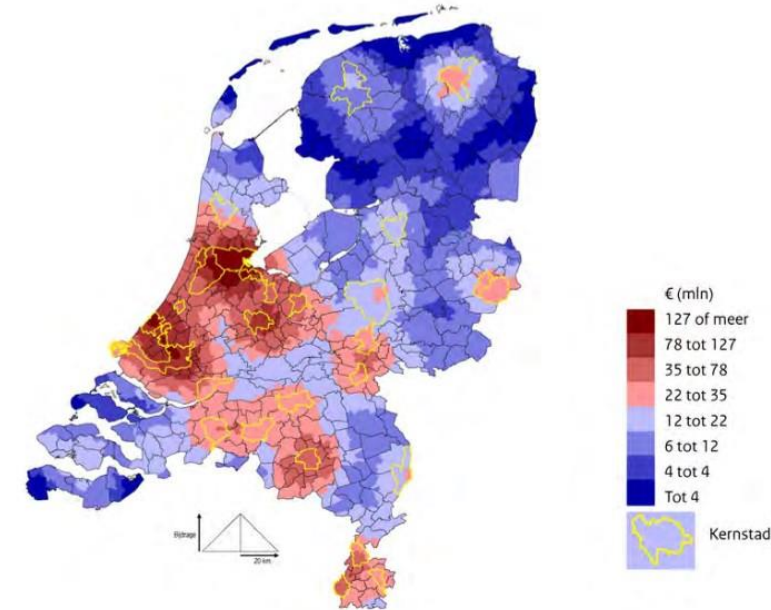 € (mln)
127 of meer
78 tot 127
35 tot 78
22 tot 35
12 tot 22
6 tot 12
4 tot 4
Tot 4
Kernstad
Bijdrage
20 km.